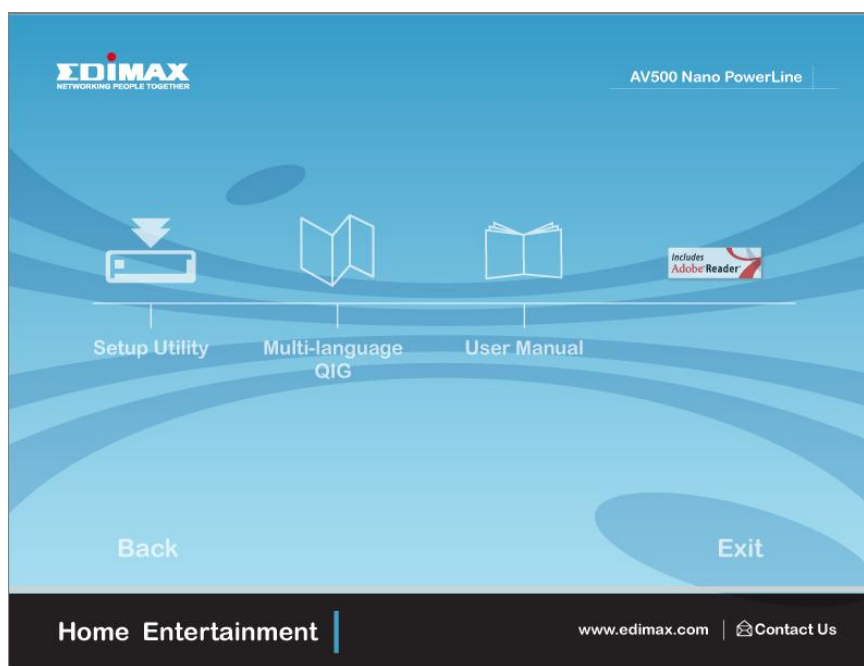 EDIMAX
NETWORKING PEOPLE TOGETHER
AV500 Nano PowerLine
Includes
Adobe Reader
Setup Utility
Multi-language
QIG
User Manual
Back
Exit
Home Entertainment
www.edimax.com
Contact Us